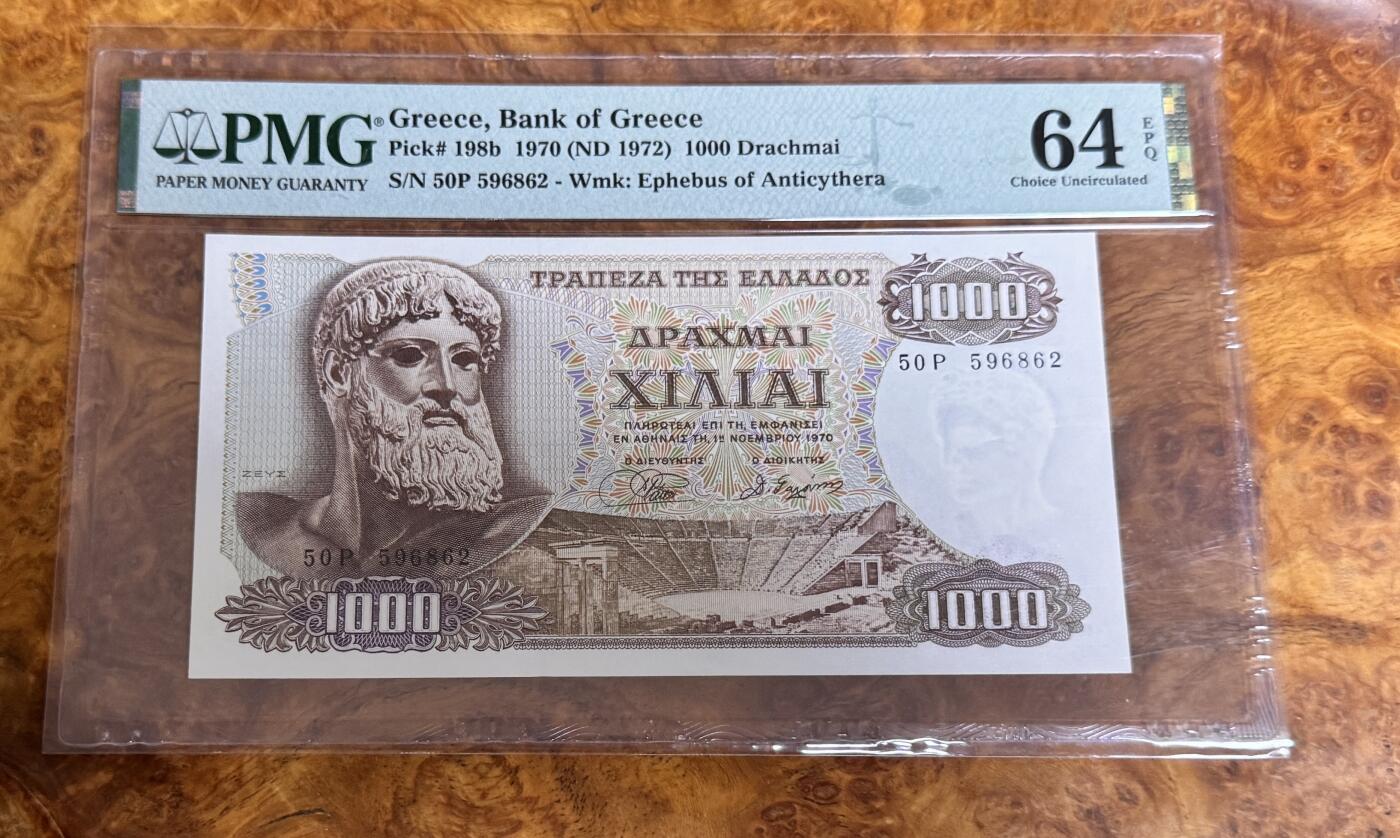 PMG®
PAPER MONEY GUARANTY
Greece, Bank of Greece
Pick# 198b 1970 (ND 1972) 1000 Drachmai
S/N 50P 596862 - Wmk: Ephebus of Anticythera
64 EPQ
Choice Uncirculated
ΤΡΑΠΕΖΑ ΤΗΣ ΕΛΛΑΔΟΣ
1000
ΔΡΑΧΜΑΙ
50 Ρ 596862
ΧΙΛΙΑΙ
ΠΛΗΡΩΤΕΑΙ ΕΠΙ ΤΗ, ΕΜΦΑΝΙΣΕΙ
ΕΝ ΑΘΗΝΑΙΣ ΤΗ, 1η ΝΟΕΜΒΡΙΟΥ 1970
Ο ΔΙΕΥΘΥΝΤΗΣ Ο ΔΙΟΙΚΗΤΗΣ
ΖΕΥΣ
50 Ρ 596862
1000
1000